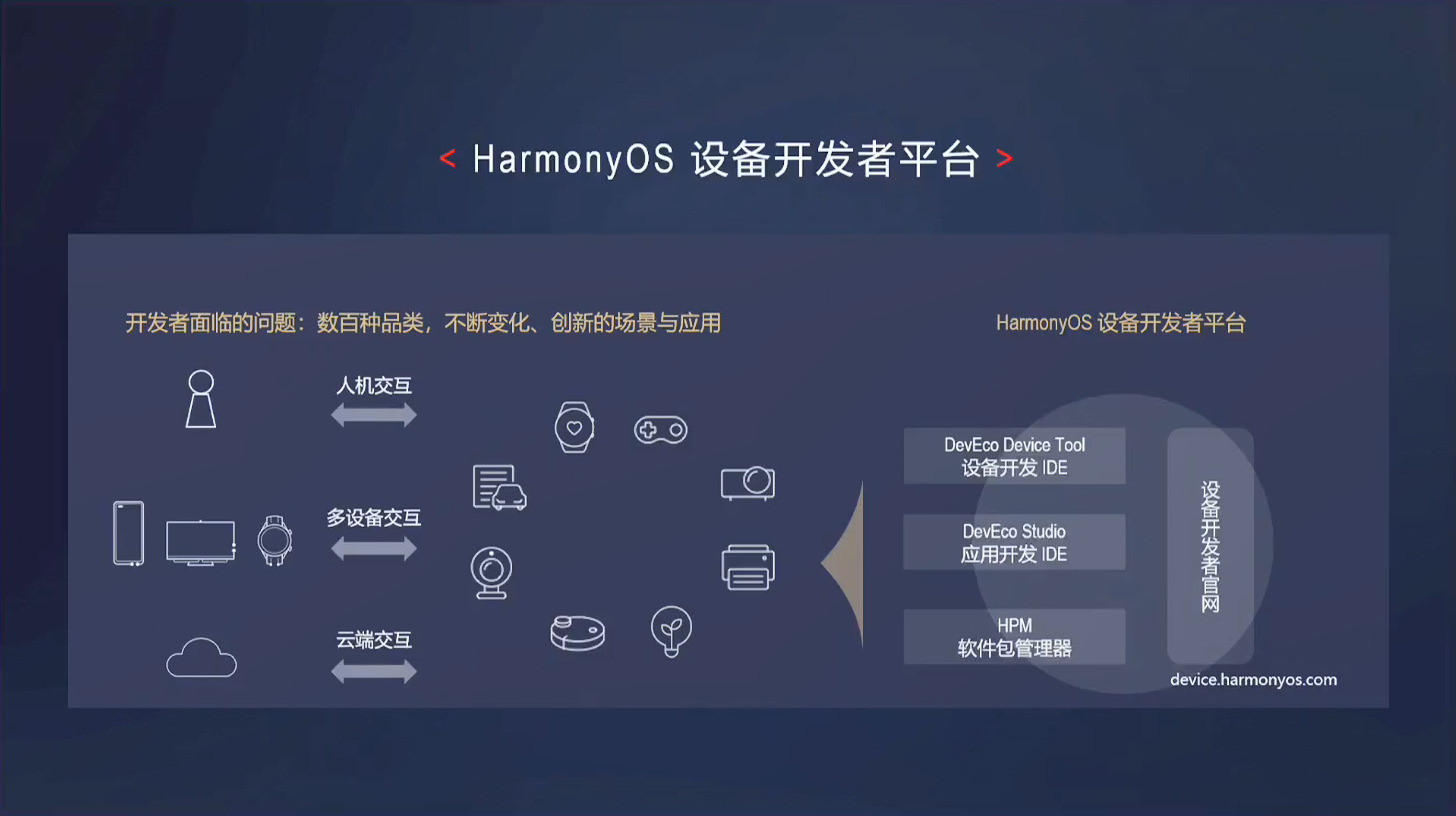 < HarmonyOS 设备开发者平台 >
开发者面临的问题：数百种品类，不断变化、创新的场景与应用
人机交互
多设备交互
云端交互
HarmonyOS 设备开发者平台
DevEco Device Tool
设备开发 IDE
DevEco Studio
应用开发 IDE
HPM
软件包管理器
设备开发者官网
device.harmonyos.com